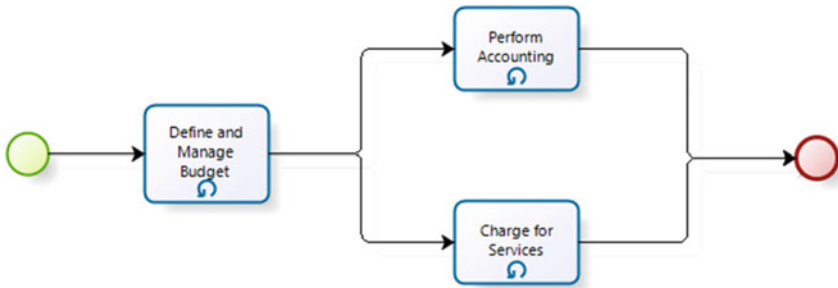 Define and
Manage
Budget
Perform
Accounting
Charge for
Services